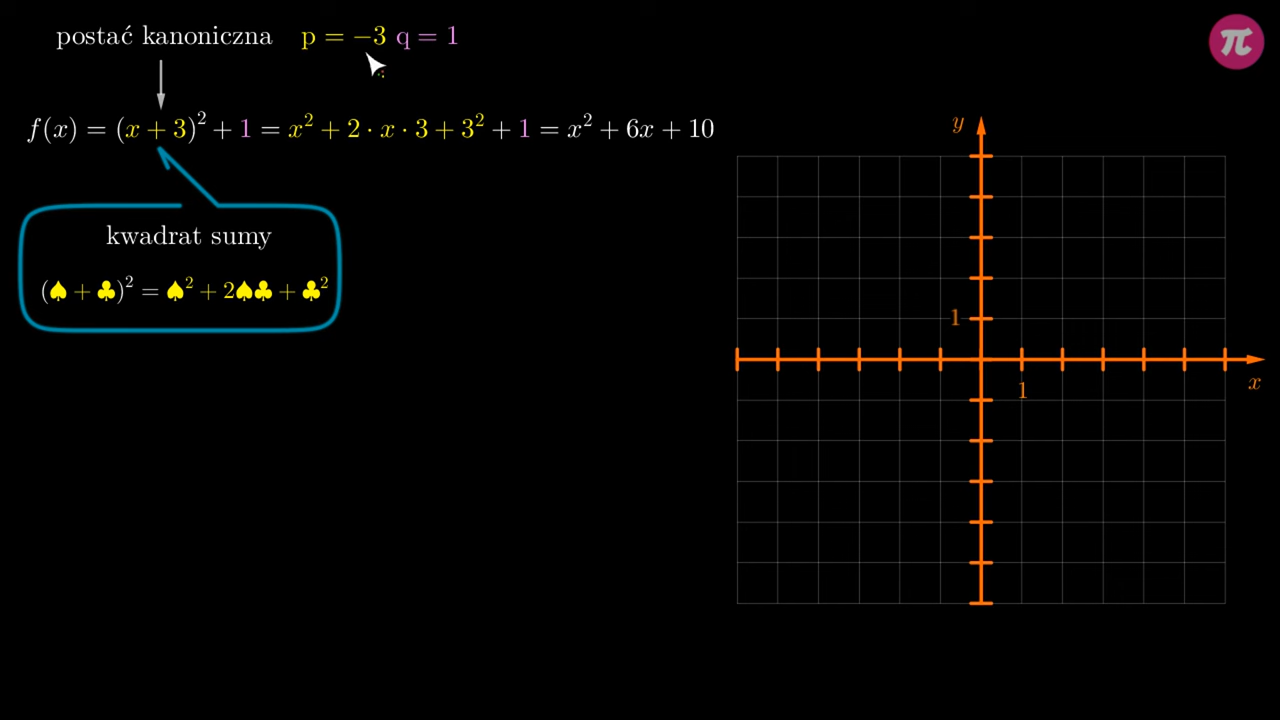 postać kanoniczna p = −3 q = 1
f(x) = (x + 3)² + 1 = x² + 2 · x · 3 + 3² + 1 = x² + 6x + 10
kwadrat sumy
(♠ + ♣)² = ♠² + 2♠♣ + ♣²
π
y
1
1
x